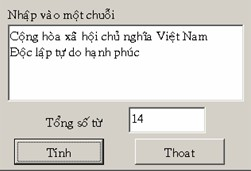 Nhập vào một chuỗi
Cộng hòa xã hội chủ nghĩa Việt Nam
Độc lập tự do hạnh phúc
Tổng số từ 14
Tính Thoat